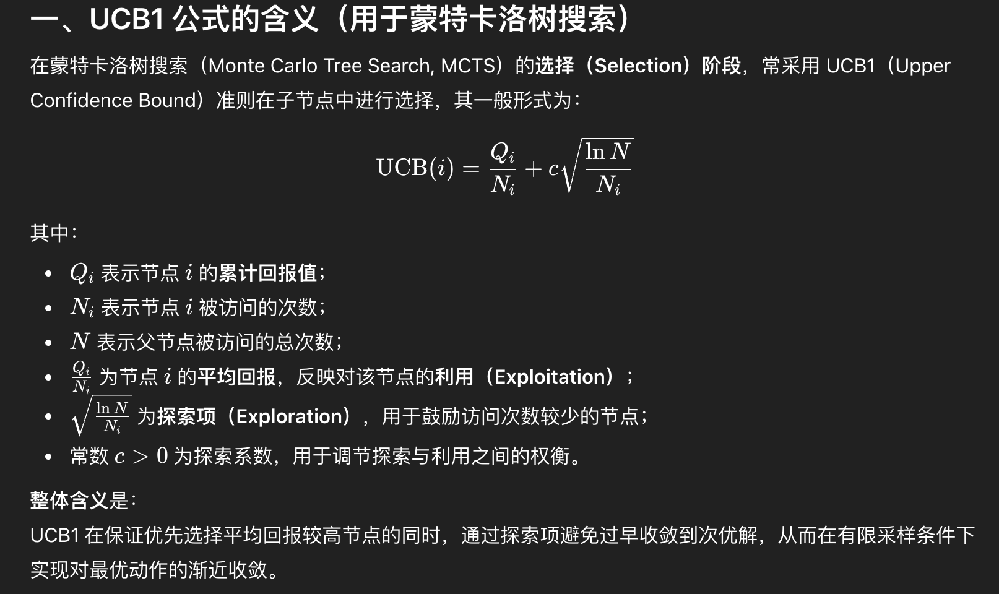 一、UCB1 公式的含义（用于蒙特卡洛树搜索）
在蒙特卡洛树搜索（Monte Carlo Tree Search, MCTS）的选择（Selection）阶段，常采用 UCB1（Upper
Confidence Bound）准则在子节点中进行选择，其一般形式为：
UCB(i) = \frac{Q_i}{N_i} + c\sqrt{\frac{\ln N}{N_i}}
其中：
• Q_i 表示节点 i 的累计回报值；
• N_i 表示节点 i 被访问的次数；
• N 表示父节点被访问的总次数；
• \frac{Q_i}{N_i} 为节点 i 的平均回报，反映对该节点的利用（Exploitation）；
• \sqrt{\frac{\ln N}{N_i}} 为探索项（Exploration），用于鼓励访问次数较少的节点；
• 常数 c > 0 为探索系数，用于调节探索与利用之间的权衡。
整体含义是：
UCB1 在保证优先选择平均回报较高节点的同时，通过探索项避免过早收敛到次优解，从而在有限采样条件下
实现对最优动作的渐近收敛。